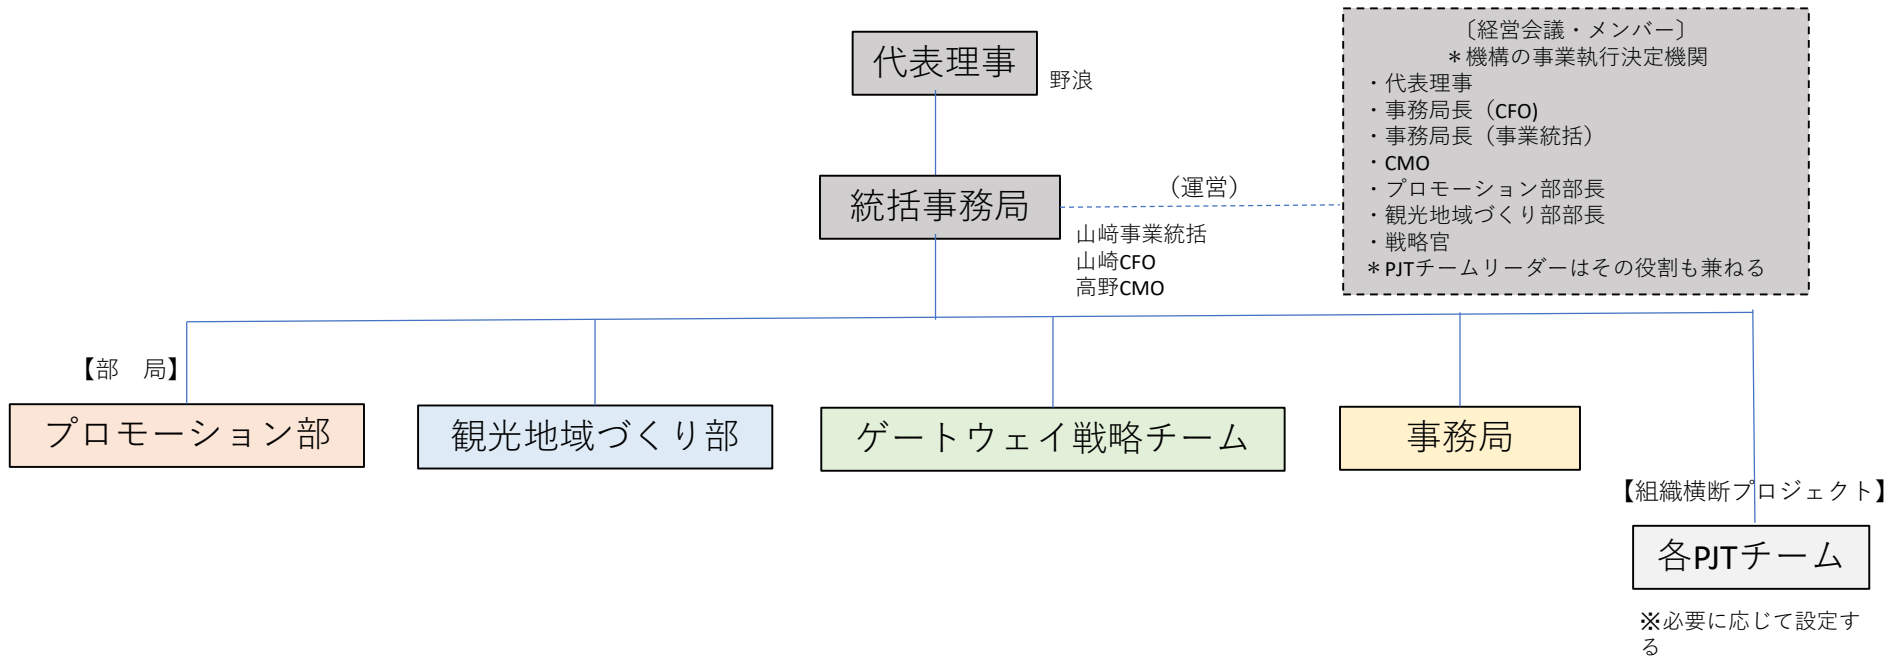 代表理事
野浪
〔経営会議・メンバー〕
＊機構の事業執行決定機関
・代表理事
・事務局長（CFO)
・事務局長（事業統括）
・CMO
・プロモーション部部長
・観光地域づくり部部長
・戦略官
＊PJTチームリーダーはその役割も兼ねる
統括事務局
（運営）
山﨑事業統括
山崎CFO
高野CMO
【部　局】
プロモーション部
観光地域づくり部
ゲートウェイ戦略チーム
事務局
【組織横断プロジェクト】
各PJTチーム
※必要に応じて設定す
る